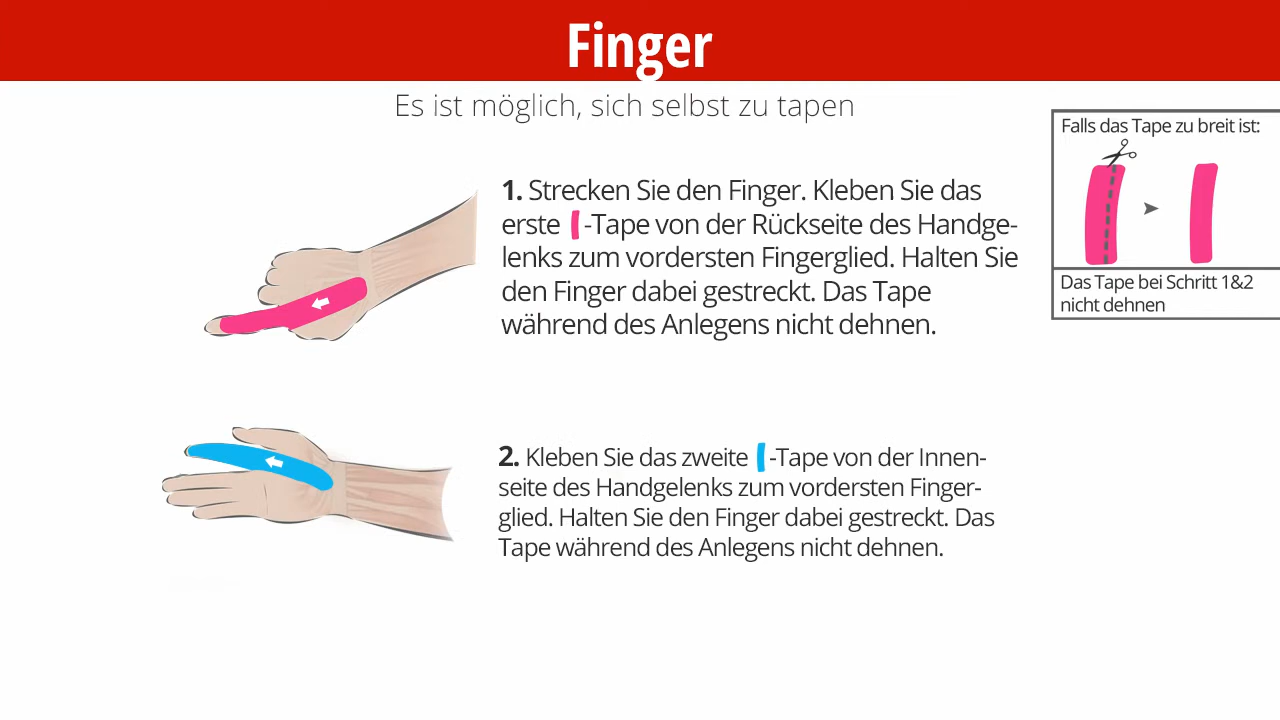 Finger
Es ist möglich, sich selbst zu tapen
1. Strecken Sie den Finger. Kleben Sie das
erste -Tape von der Rückseite des Handge-
lenks zum vordersten Fingerglied. Halten Sie
den Finger dabei gestreckt. Das Tape
während des Anlegens nicht dehnen.
Falls das Tape zu breit ist:
Das Tape bei Schritt 1&2
nicht dehnen
2. Kleben Sie das zweite -Tape von der Innen-
seite des Handgelenks zum vordersten Finger-
glied. Halten Sie den Finger dabei gestreckt. Das
Tape während des Anlegens nicht dehnen.